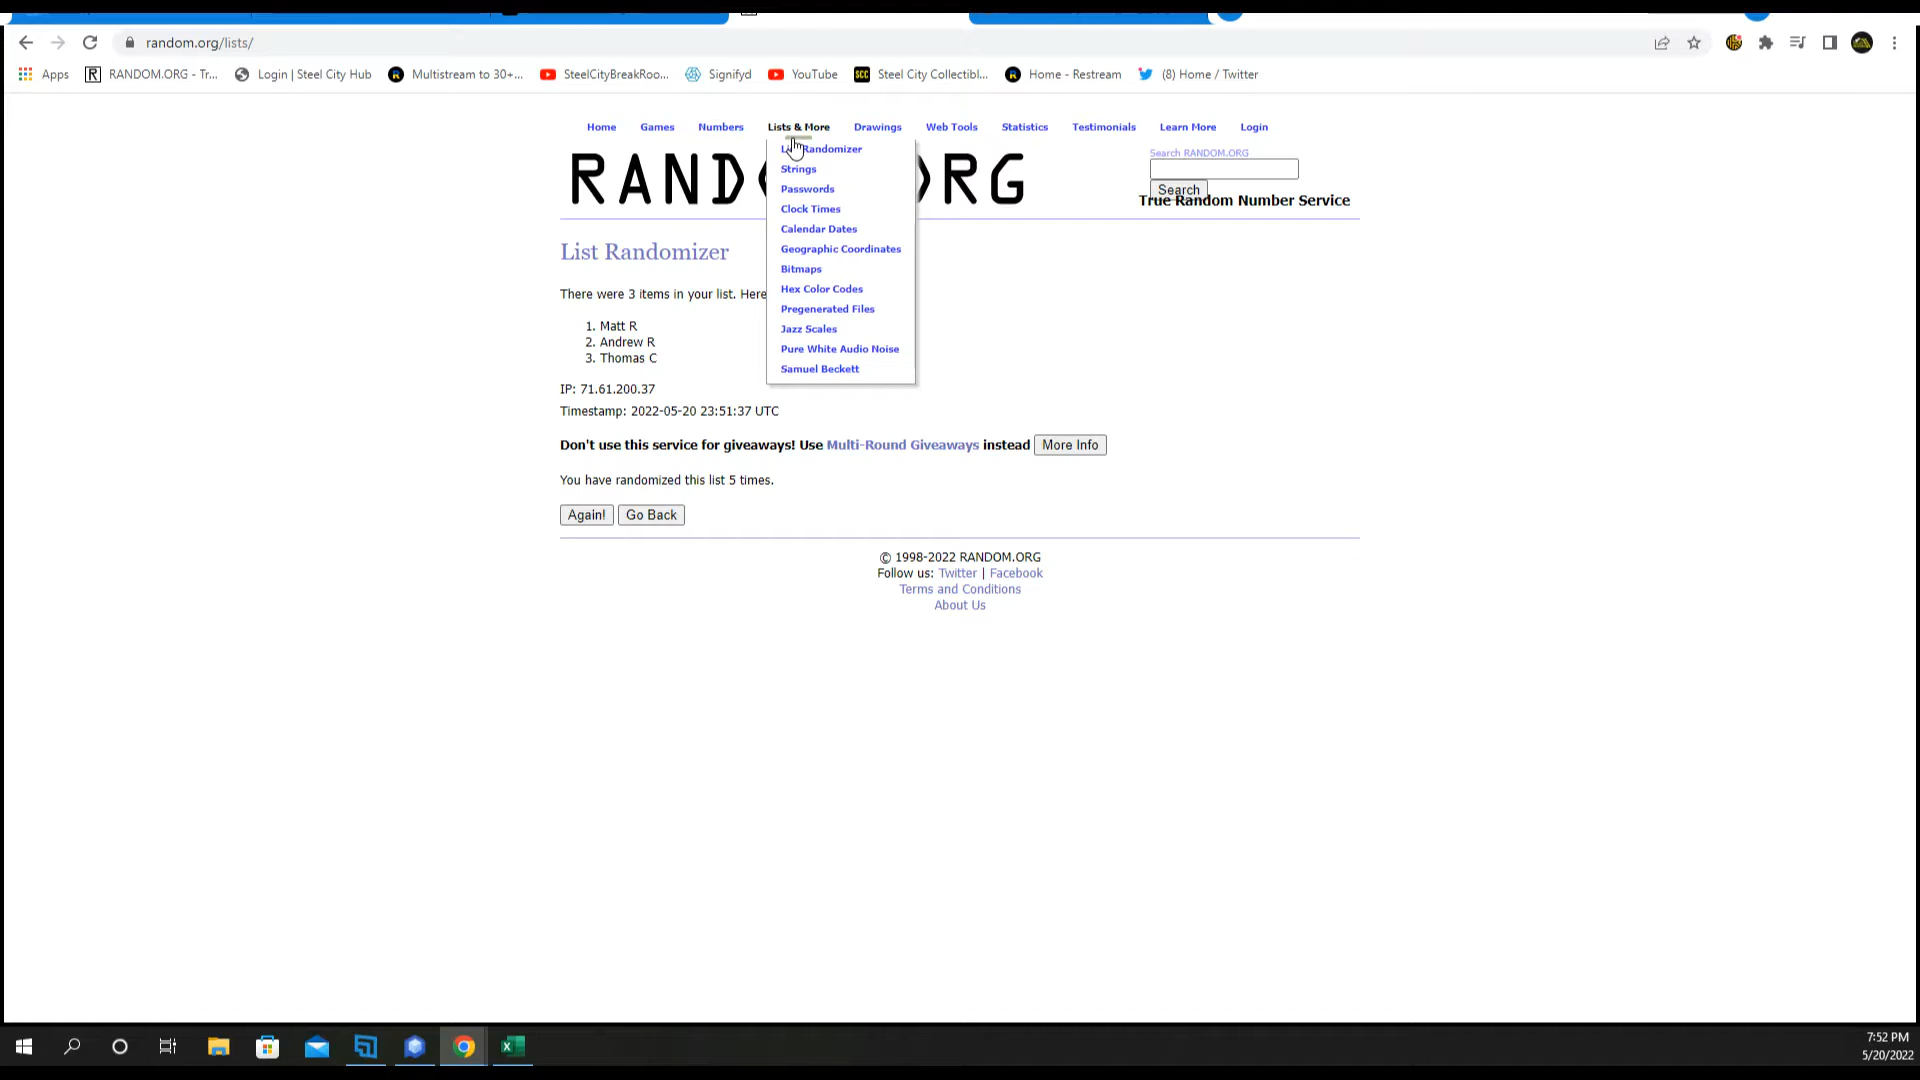 random.org/lists/
Apps RANDOM.ORG - Tr... Login | Steel City Hub Multistream to 30+... SteelCityBreakRoo... Signifyd YouTube SCC Steel City Collectibl... Home - Restream (8) Home / Twitter
Home Games Numbers Lists & More Drawings Web Tools Statistics Testimonials Learn More Login
Randomizer
Strings
Passwords
Clock Times
Calendar Dates
Geographic Coordinates
Bitmaps
Hex Color Codes
Pregenerated Files
Jazz Scales
Pure White Audio Noise
Samuel Beckett
Search RANDOM.ORG
Search
True Random Number Service
List Randomizer
There were 3 items in your list. Here
1. Matt R
2. Andrew R
3. Thomas C
IP: 71.61.200.37
Timestamp: 2022-05-20 23:51:37 UTC
Don't use this service for giveaways! Use Multi-Round Giveaways instead More Info
You have randomized this list 5 times.
Again! Go Back
© 1998-2022 RANDOM.ORG
Follow us: Twitter | Facebook
Terms and Conditions
About Us
7:52 PM
5/20/2022